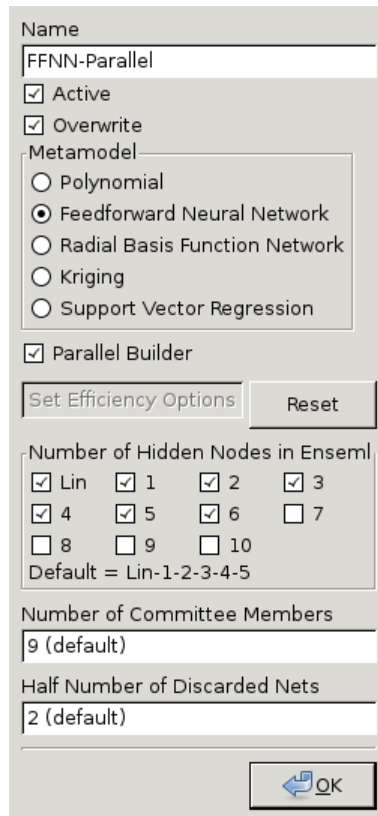 Name
FFNN-Parallel
Active
Overwrite
Metamodel
Polynomial
Feedforward Neural Network
Radial Basis Function Network
Kriging
Support Vector Regression
Parallel Builder
Set Efficiency Options Reset
Number of Hidden Nodes in Enseml
Lin 1 2 3
4 5 6 7
8 9 10
Default = Lin-1-2-3-4-5
Number of Committee Members
9 (default)
Half Number of Discarded Nets
2 (default)
OK